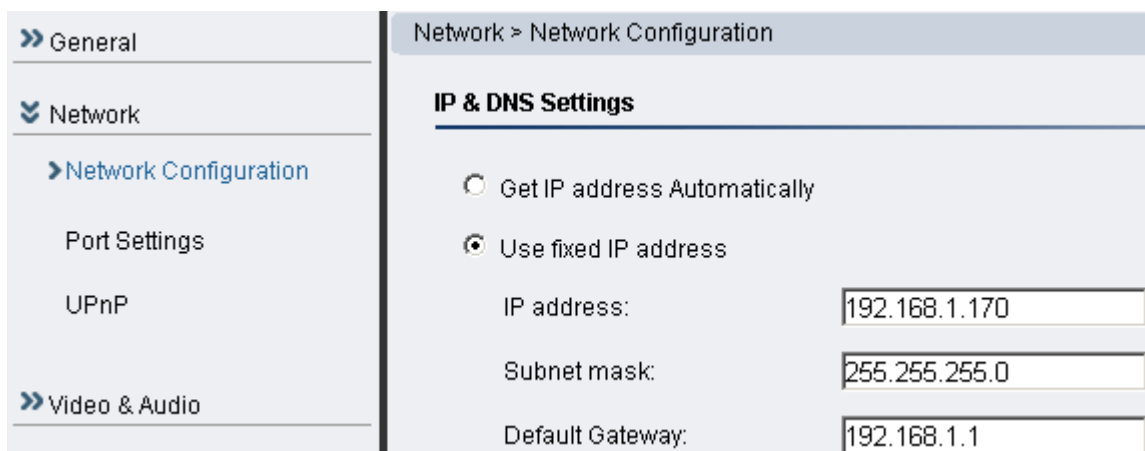 General
Network
Network Configuration
Port Settings
UPnP
Video & Audio
Network > Network Configuration
IP & DNS Settings
Get IP address Automatically
Use fixed IP address
IP address: 192.168.1.170
Subnet mask: 255.255.255.0
Default Gateway: 192.168.1.1